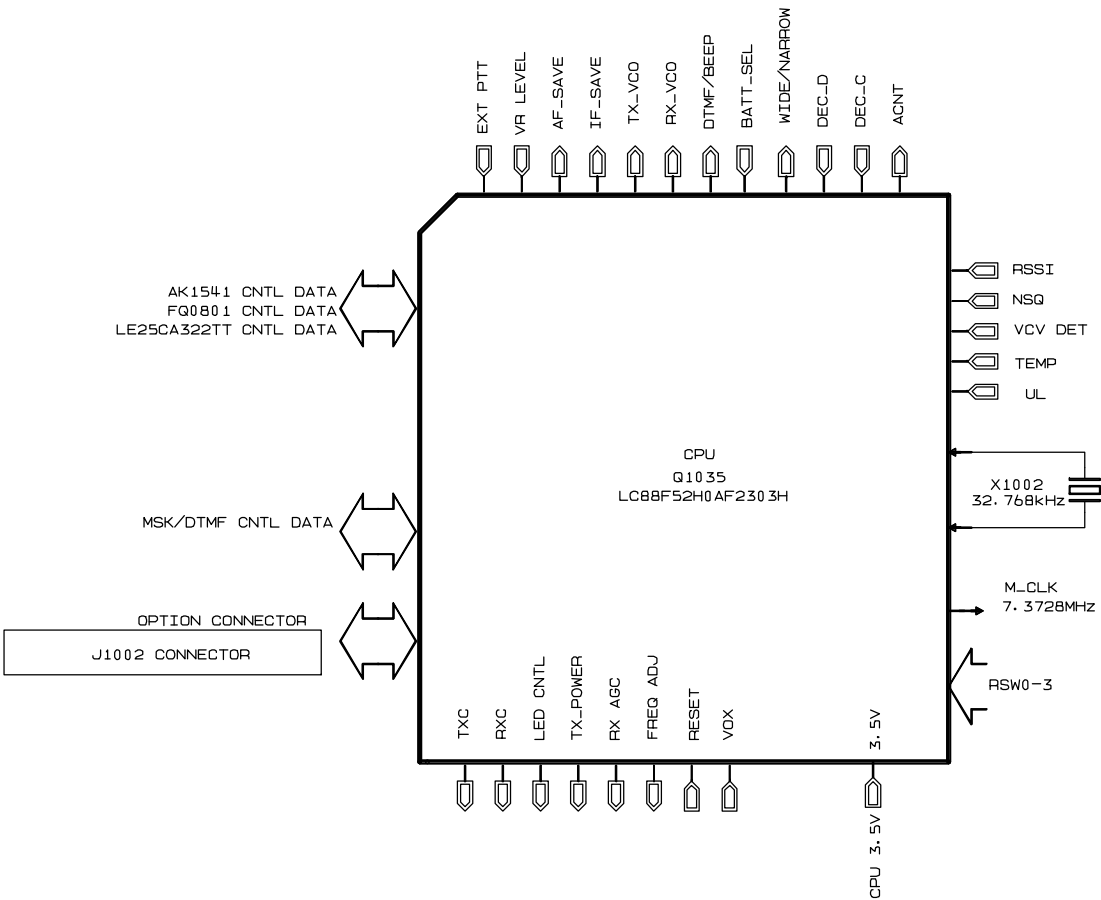 EXT PTT
VR LEVEL
AF_SAVE
IF_SAVE
TX_VCO
RX_VCO
DTMF/BEEP
BATT_SEL
WIDE/NARROW
DEC_D
DEC_C
ACNT
AK1541 CNTL DATA
FQ0801 CNTL DATA
LE25CA322TT CNTL DATA
RSSI
NSQ
VCV DET
TEMP
UL
CPU
Q1035
LC88F52H0AF2303H
X1002
32.768kHz
MSK/DTMF CNTL DATA
M_CLK
7.3728MHz
OPTION CONNECTOR
J1002 CONNECTOR
RSW0-3
TXC
RXC
LED CNTL
TX_POWER
RX AGC
FREQ ADJ
RESET
VOX
3.5V
CPU 3.5V